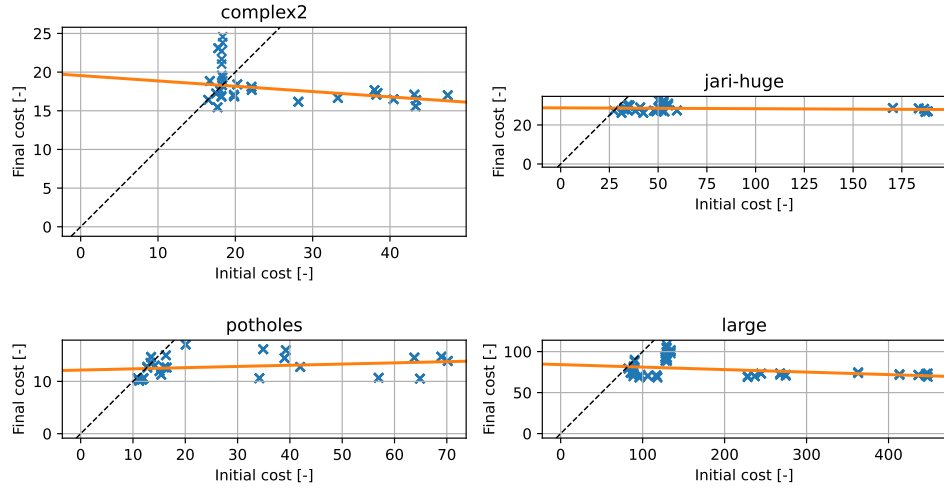 complex2
Final cost [-]
25
20
15
10
5
0
0 10 20 30 40
Initial cost [-]
jari-huge
Final cost [-]
20
0
0 25 50 75 100 125 150 175
Initial cost [-]
potholes
Final cost [-]
10
0
0 10 20 30 40 50 60 70
Initial cost [-]
large
Final cost [-]
100
50
0
0 100 200 300 400
Initial cost [-]